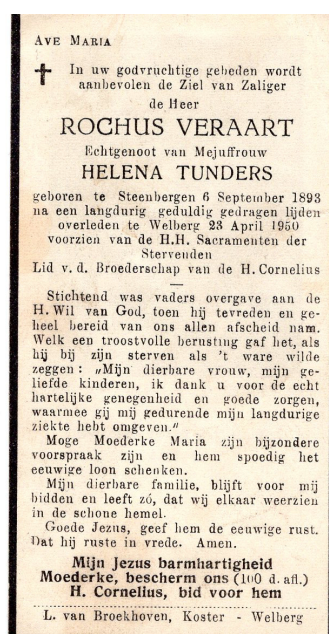 AVE MARIA
In uw godvruchtige gebeden wordt
aanbevolen de Ziel van Zaliger
de Heer
ROCHUS VERAART
Echtgenoot van Mejuffrouw
HELENA TUNDERS
geboren te Steenbergen 6 September 1893
na een langdurig geduldig gedragen lijden
overleden te Welberg 23 April 1950
voorzien van de H.H. Sacramenten der
Stervenden
Lid v. d. Broederschap van de H. Cornelius
Stichtend was vaders overgave aan de
H. Wil van God, toen hij tevreden en ge-
heel bereid van ons allen afscheid nam.
Welk een troostvolle berusting gaf het, als
hij bij zijn sterven als 't ware wilde
zeggen: „Mijn dierbare vrouw, mijn ge-
liefde kinderen, ik dank u voor de echt
hartelijke genegenheid en goede zorgen,
waarmee gij mij gedurende mijn langdurige
ziekte hebt omgeven."
Moge Moederke Maria zijn bijzondere
voorspraak zijn en hem spoedig het
eeuwige loon schenken.
Mijn dierbare familie, blijft voor mij
bidden en leeft zó, dat wij elkaar weerzien
in de schone hemel.
Goede Jezus, geef hem de eeuwige rust.
Dat hij ruste in vrede. Amen.
Mijn Jezus barmhartigheid
Moederke, bescherm ons (100 d. afl.)
H. Cornelius, bid voor hem
L. van Broekhoven, Koster - Welberg